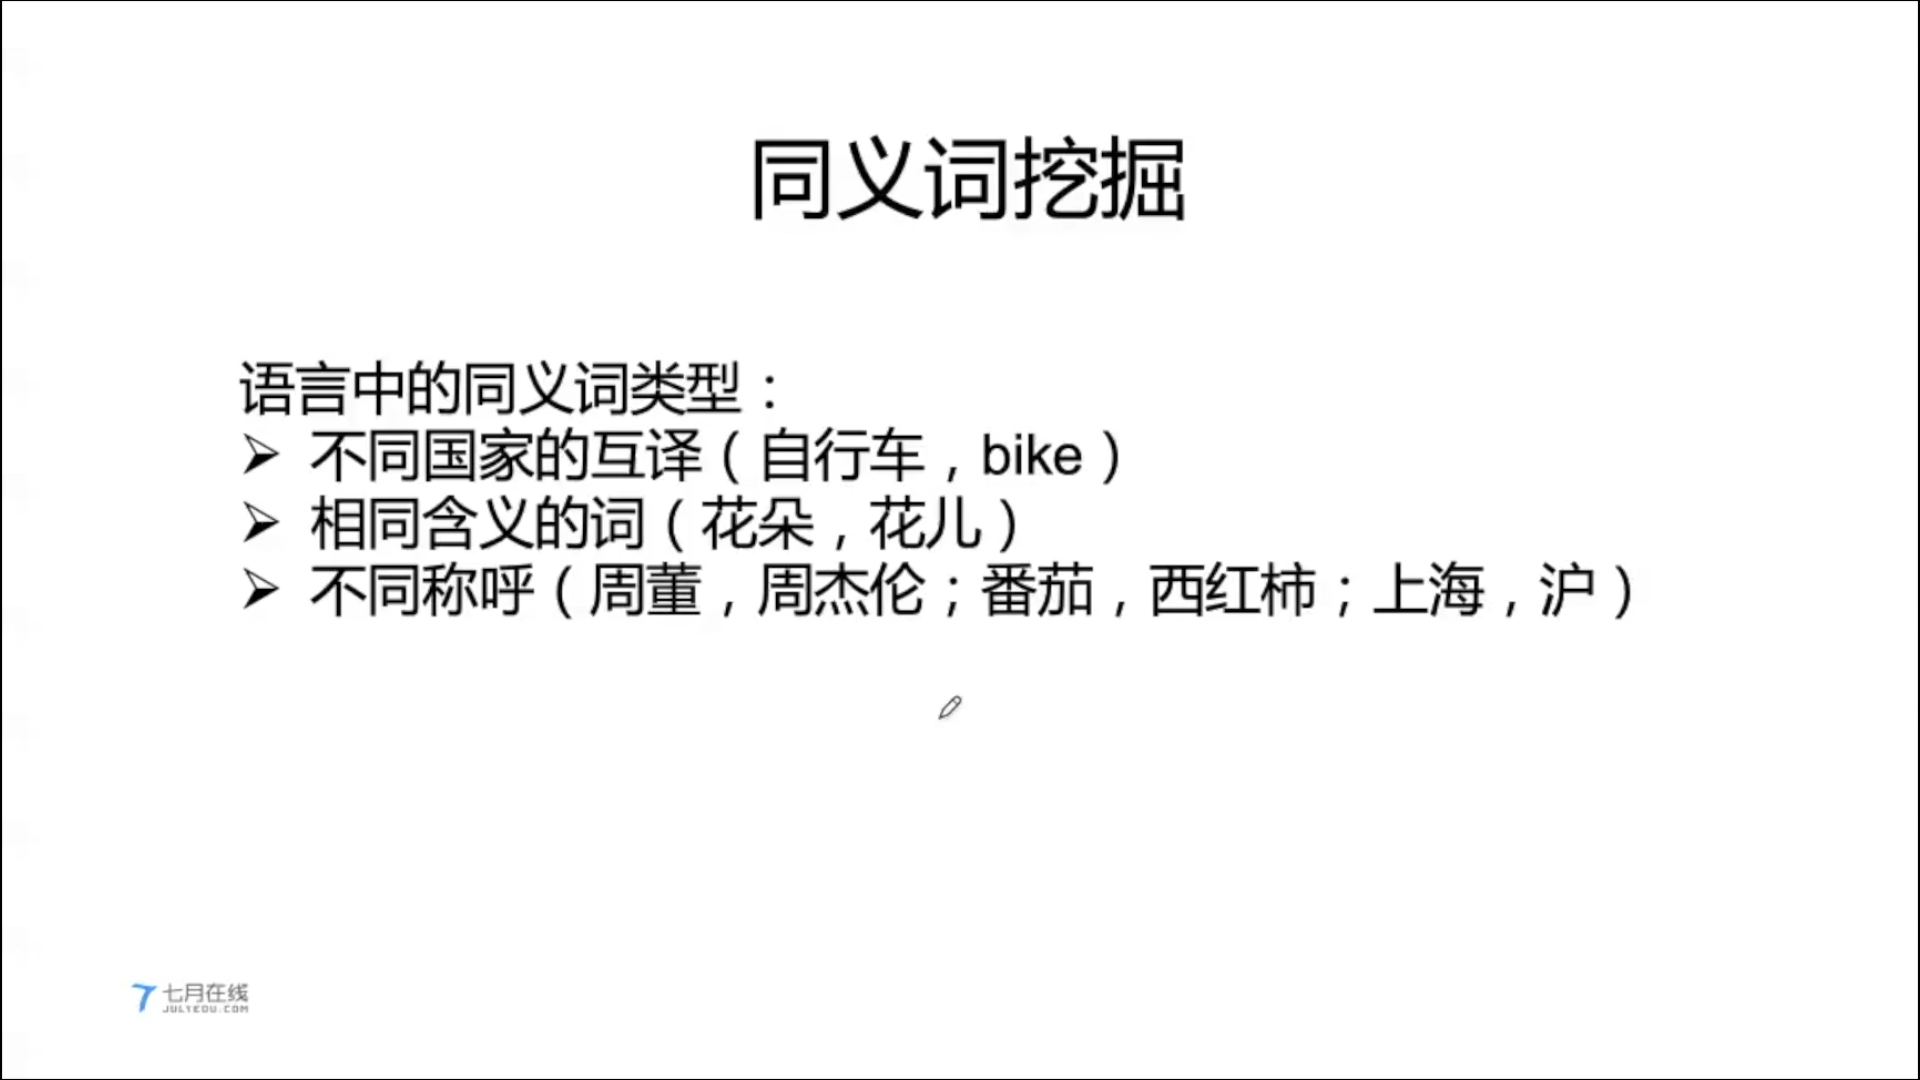 同义词挖掘
语言中的同义词类型：
➢ 不同国家的互译（自行车，bike）
➢ 相同含义的词（花朵，花儿）
➢ 不同称呼（周董，周杰伦；番茄，西红柿；上海，沪）
七月在线
JULYEDU.COM